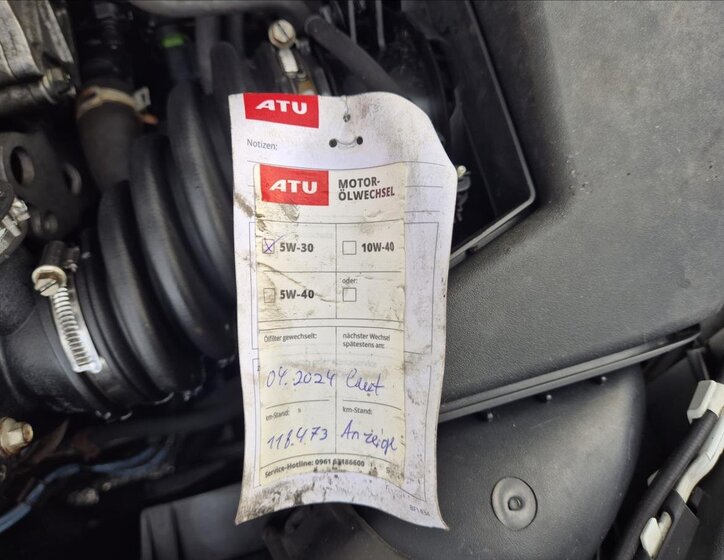 ATU
Notizen:
ATU MOTOR-
ÖLWECHSEL
5W-30 10W-40
oder:
5W-40
Ölfilter gewechselt: nächster Wechsel
spätestens am:
04.2024 Laut
km-Stand: km-Stand:
118.473 Anzeige
Service-Hotline: 0961 63186600